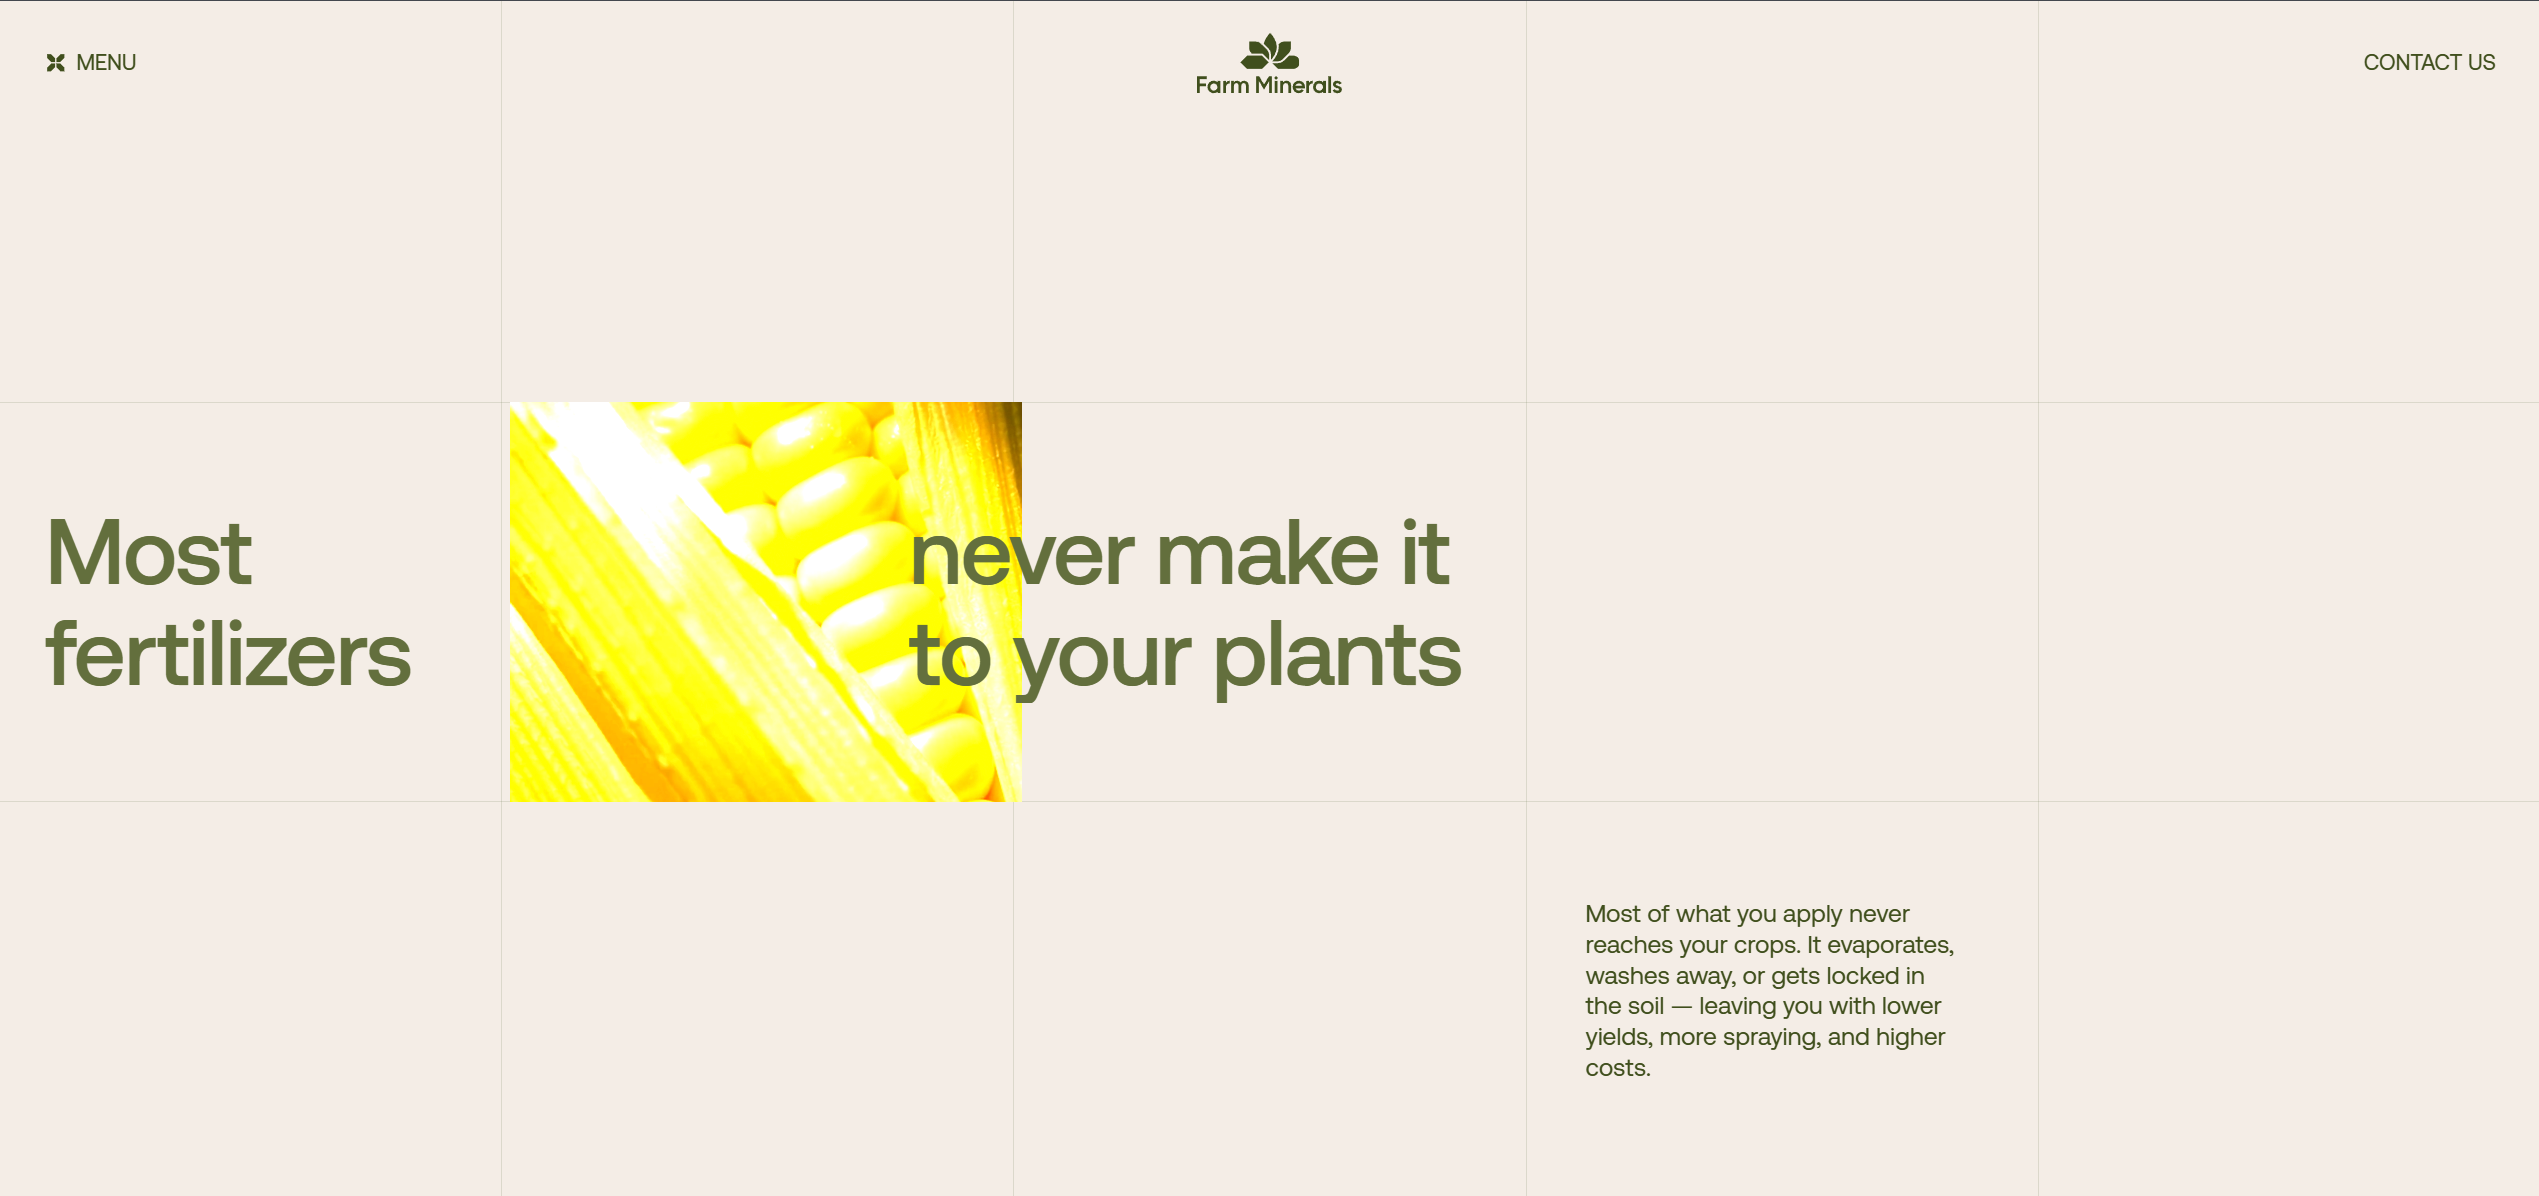 MENU
Farm Minerals
CONTACT US
Most
fertilizers
never make it
to your plants
Most of what you apply never
reaches your crops. It evaporates,
washes away, or gets locked in
the soil — leaving you with lower
yields, more spraying, and higher
costs.